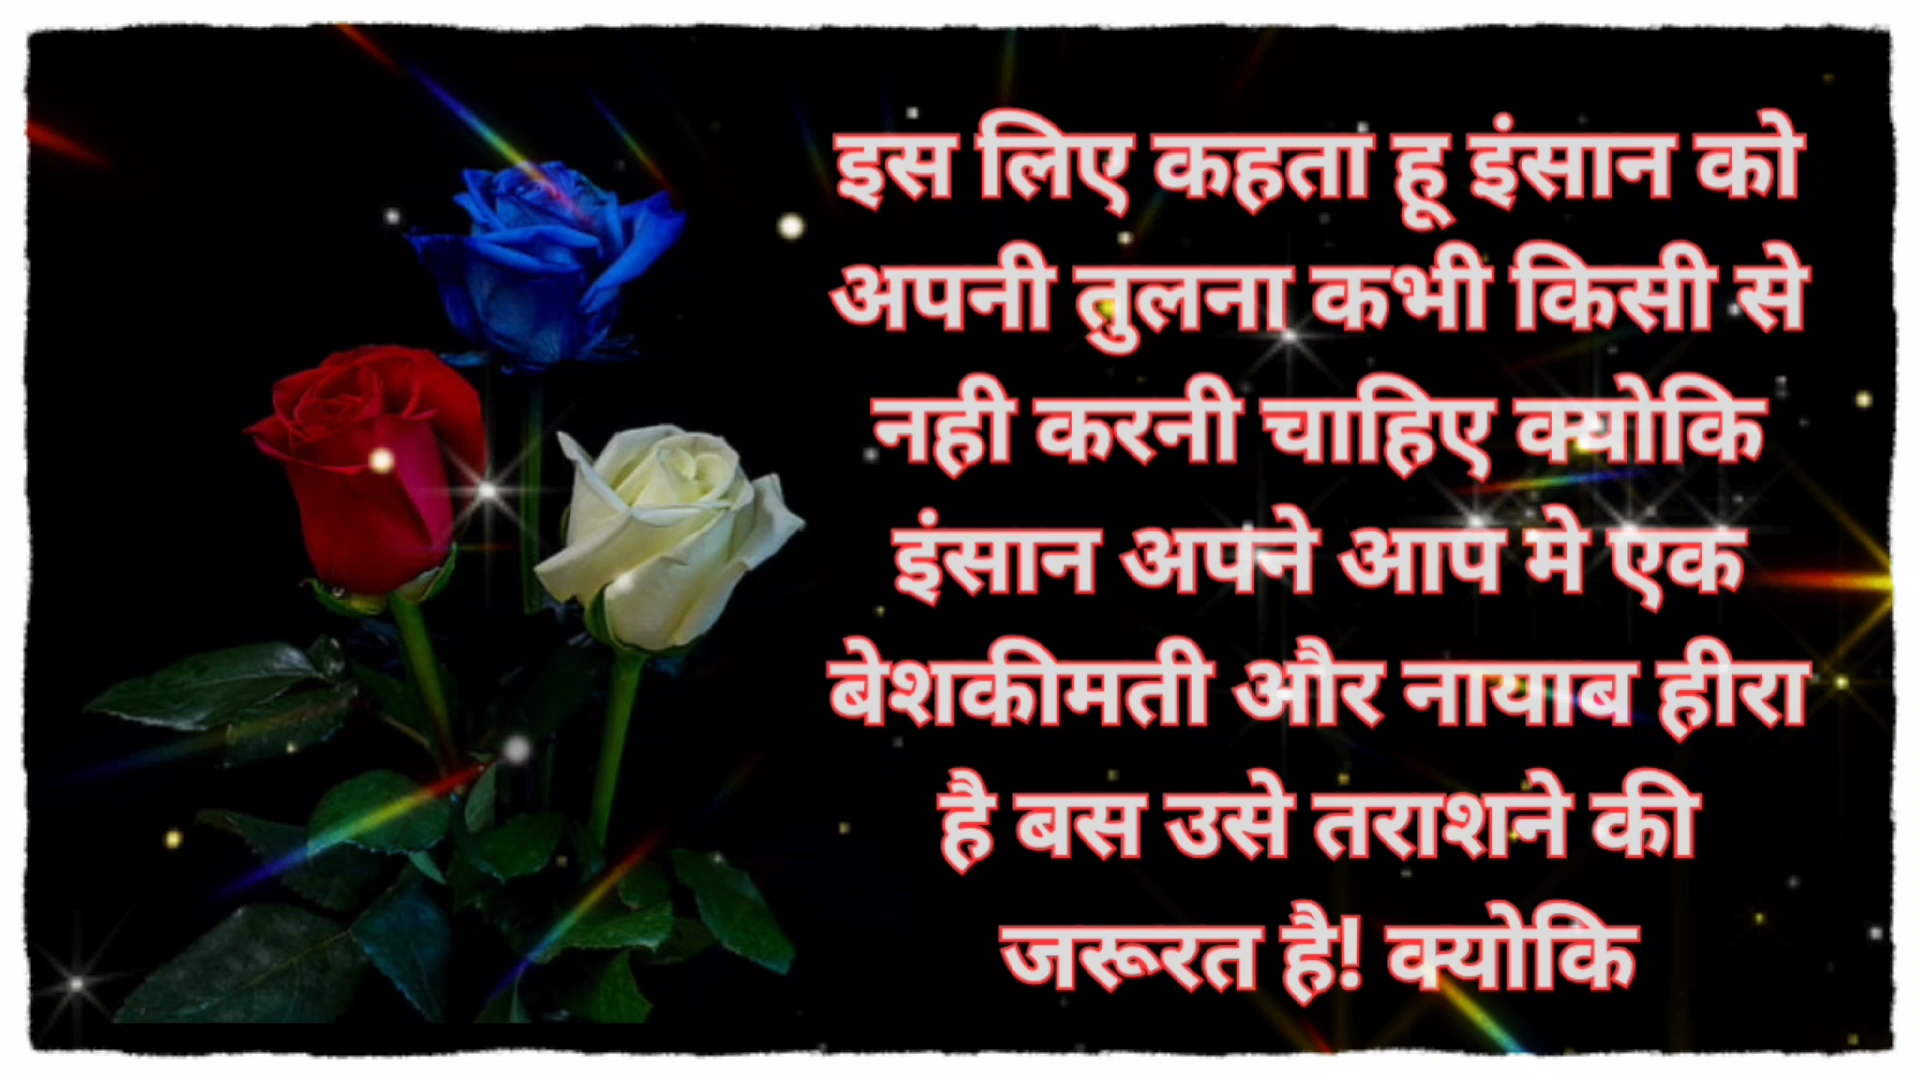 इस लिए कहता हू इंसान को
अपनी तुलना कभी किसी से
नही करनी चाहिए क्योकि
इंसान अपने आप मे एक
बेशकीमती और नायाब हीरा
है बस उसे तराशने की
जरूरत है! क्योकि